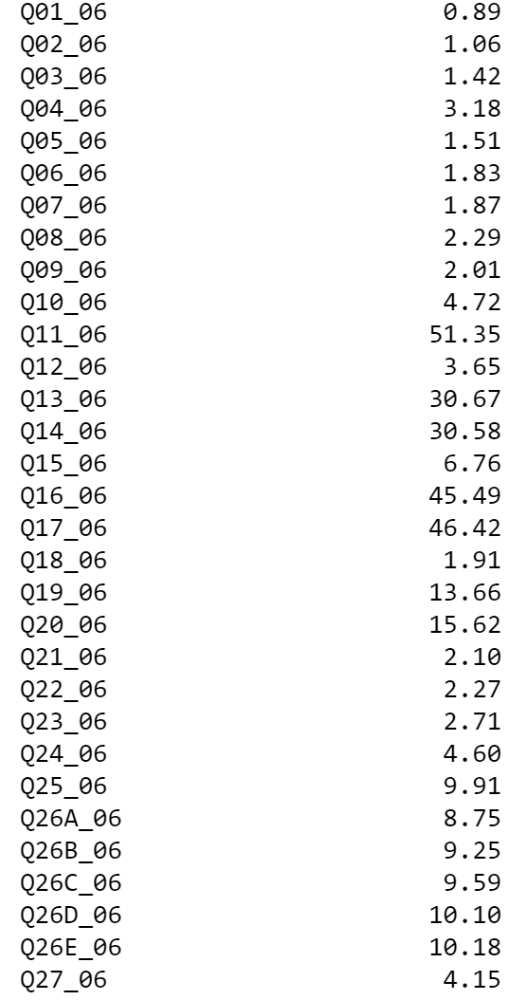 Q01_06 0.89
Q02_06 1.06
Q03_06 1.42
Q04_06 3.18
Q05_06 1.51
Q06_06 1.83
Q07_06 1.87
Q08_06 2.29
Q09_06 2.01
Q10_06 4.72
Q11_06 51.35
Q12_06 3.65
Q13_06 30.67
Q14_06 30.58
Q15_06 6.76
Q16_06 45.49
Q17_06 46.42
Q18_06 1.91
Q19_06 13.66
Q20_06 15.62
Q21_06 2.10
Q22_06 2.27
Q23_06 2.71
Q24_06 4.60
Q25_06 9.91
Q26A_06 8.75
Q26B_06 9.25
Q26C_06 9.59
Q26D_06 10.10
Q26E_06 10.18
Q27_06 4.15